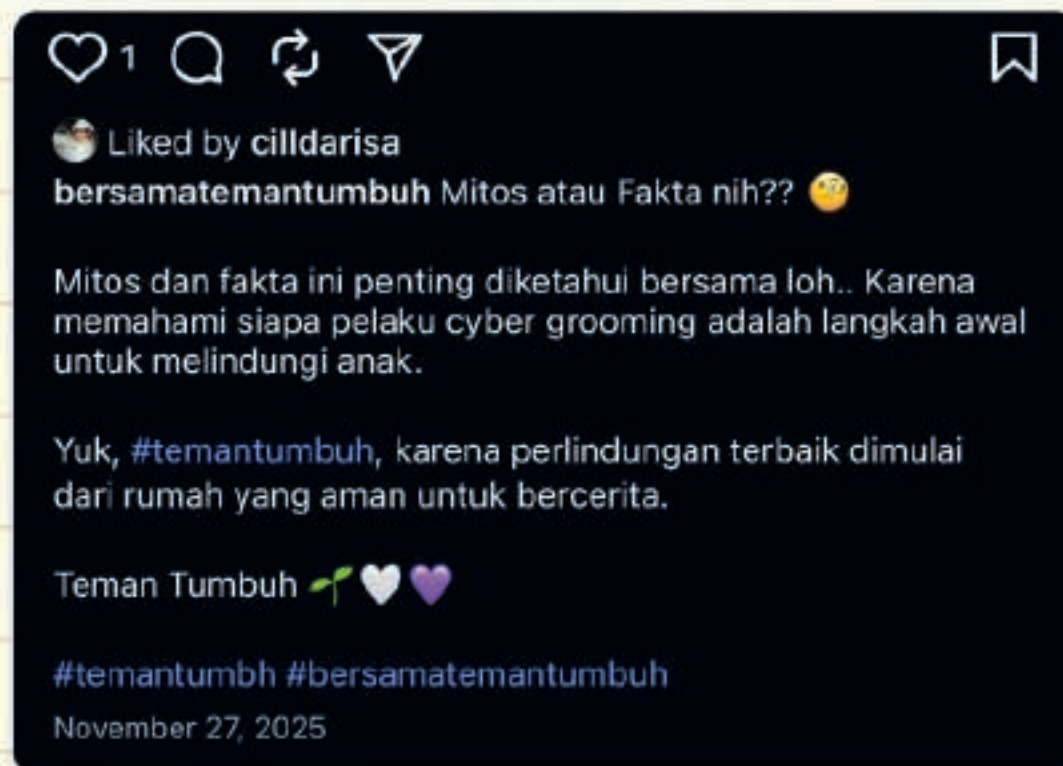 1
Liked by cilldarisa
bersamatemantumbuh Mitos atau Fakta nih?? 🧐
Mitos dan fakta ini penting diketahui bersama loh.. Karena
memahami siapa pelaku cyber grooming adalah langkah awal
untuk melindungi anak.
Yuk, #temantumbuh, karena perlindungan terbaik dimulai
dari rumah yang aman untuk bercerita.
Teman Tumbuh 🌱🤍💜
#temantumbh #bersamatemantumbuh
November 27, 2025